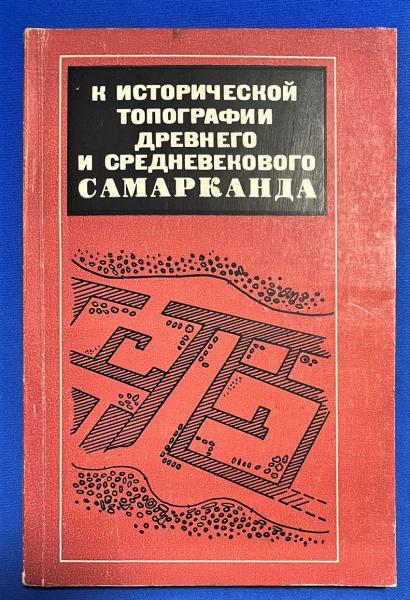 К ИСТОРИЧЕСКОЙ
ТОПОГРАФИИ
ДРЕВНЕГО
И СРЕДНЕВЕКОВОГО
САМАРКАНДА